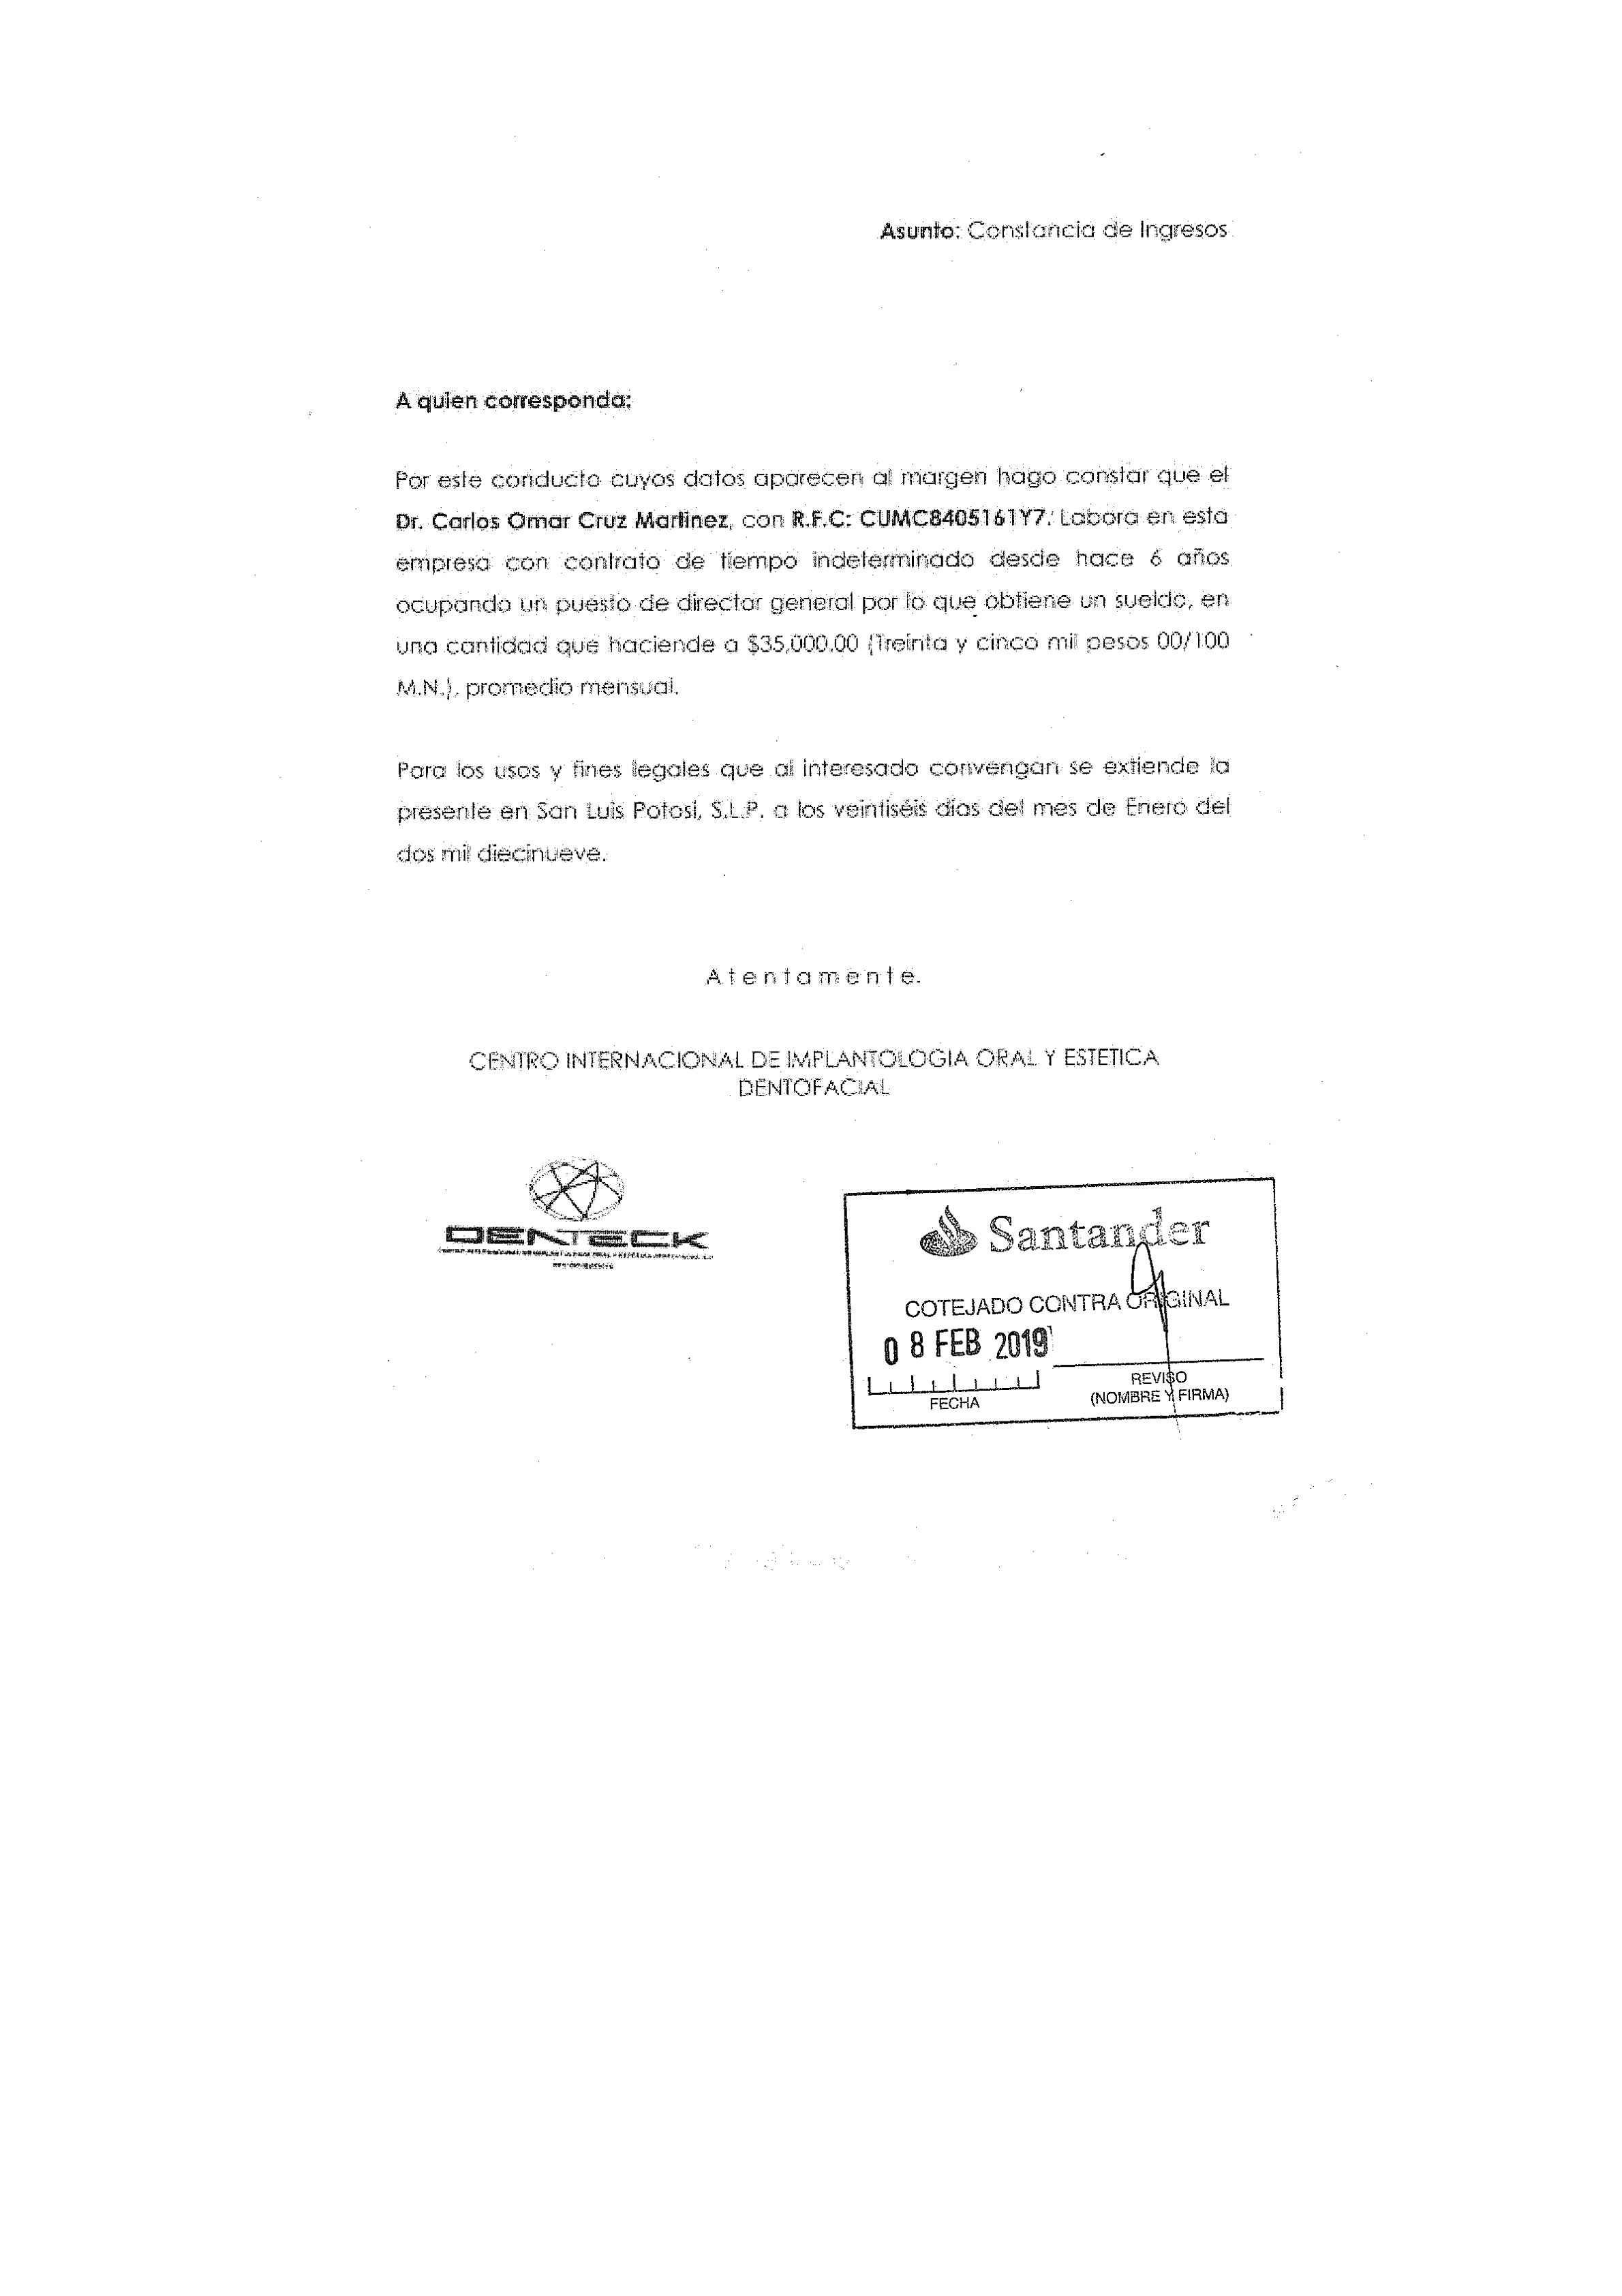 Asunto: Constancia de Ingresos
A quien corresponda:
Por este conducto cuyos datos aparecen al margen hago constar que el
Dr. Carlos Omar Cruz Martinez, con R.F.C: CUMC8405161Y7. Labora en esta
empresa con contrato de tiempo indeterminado desde hace 6 años
ocupando un puesto de director general por lo que obtiene un sueldo, en
una cantidad que haciende a $35,000.00 (Treinta y cinco mil pesos 00/100
M.N.), promedio mensual.
Para los usos y fines legales que al interesado convengan se extiende la
presente en San Luis Potosí, S.L.P. a los veintiséis días del mes de Enero del
dos mil diecinueve.
Atentamente.
CENTRO INTERNACIONAL DE IMPLANTOLOGIA ORAL Y ESTETICA
DENTOFACIAL
DENTECK
Santander
COTEJADO CONTRA ORIGINAL
08 FEB 2019
FECHA
REVISO
(NOMBRE Y FIRMA)